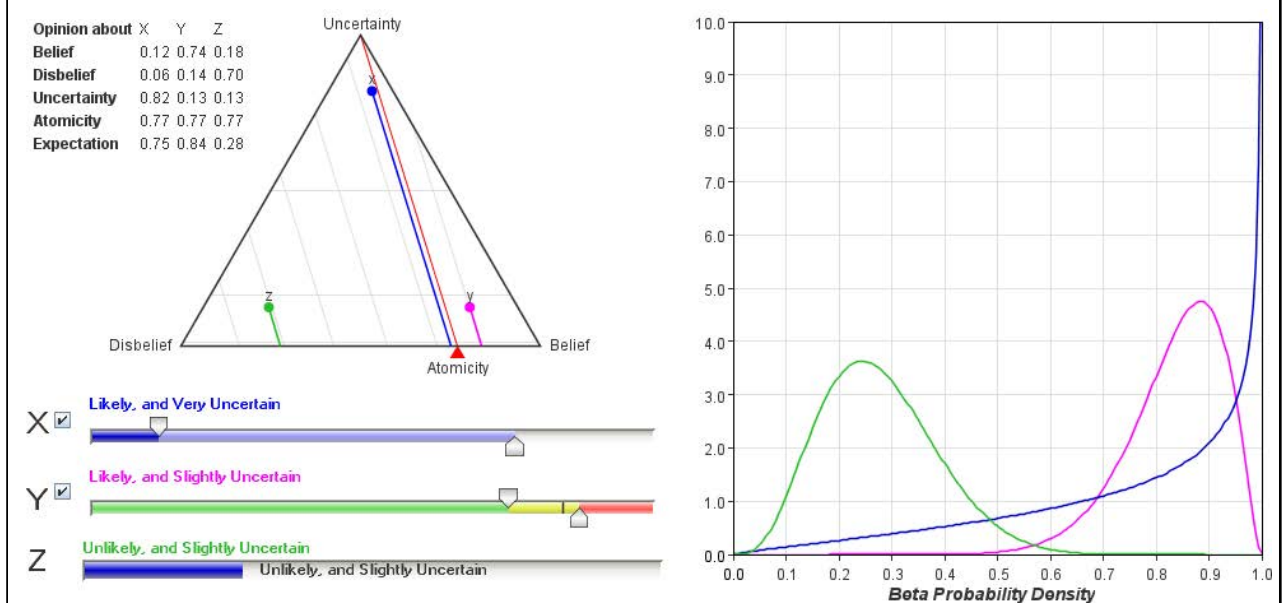 Opinion about X Y Z
Belief 0.12 0.74 0.18
Disbelief 0.06 0.14 0.70
Uncertainty 0.82 0.13 0.13
Atomicity 0.77 0.77 0.77
Expectation 0.75 0.84 0.28
Uncertainty
x
z
y
Disbelief
Belief
Atomicity
X
Likely, and Very Uncertain
Y
Likely, and Slightly Uncertain
Z
Unlikely, and Slightly Uncertain
Unlikely, and Slightly Uncertain
10.0
9.0
8.0
7.0
6.0
5.0
4.0
3.0
2.0
1.0
0.0
0.0 0.1 0.2 0.3 0.4 0.5 0.6 0.7 0.8 0.9 1.0
Beta Probability Density